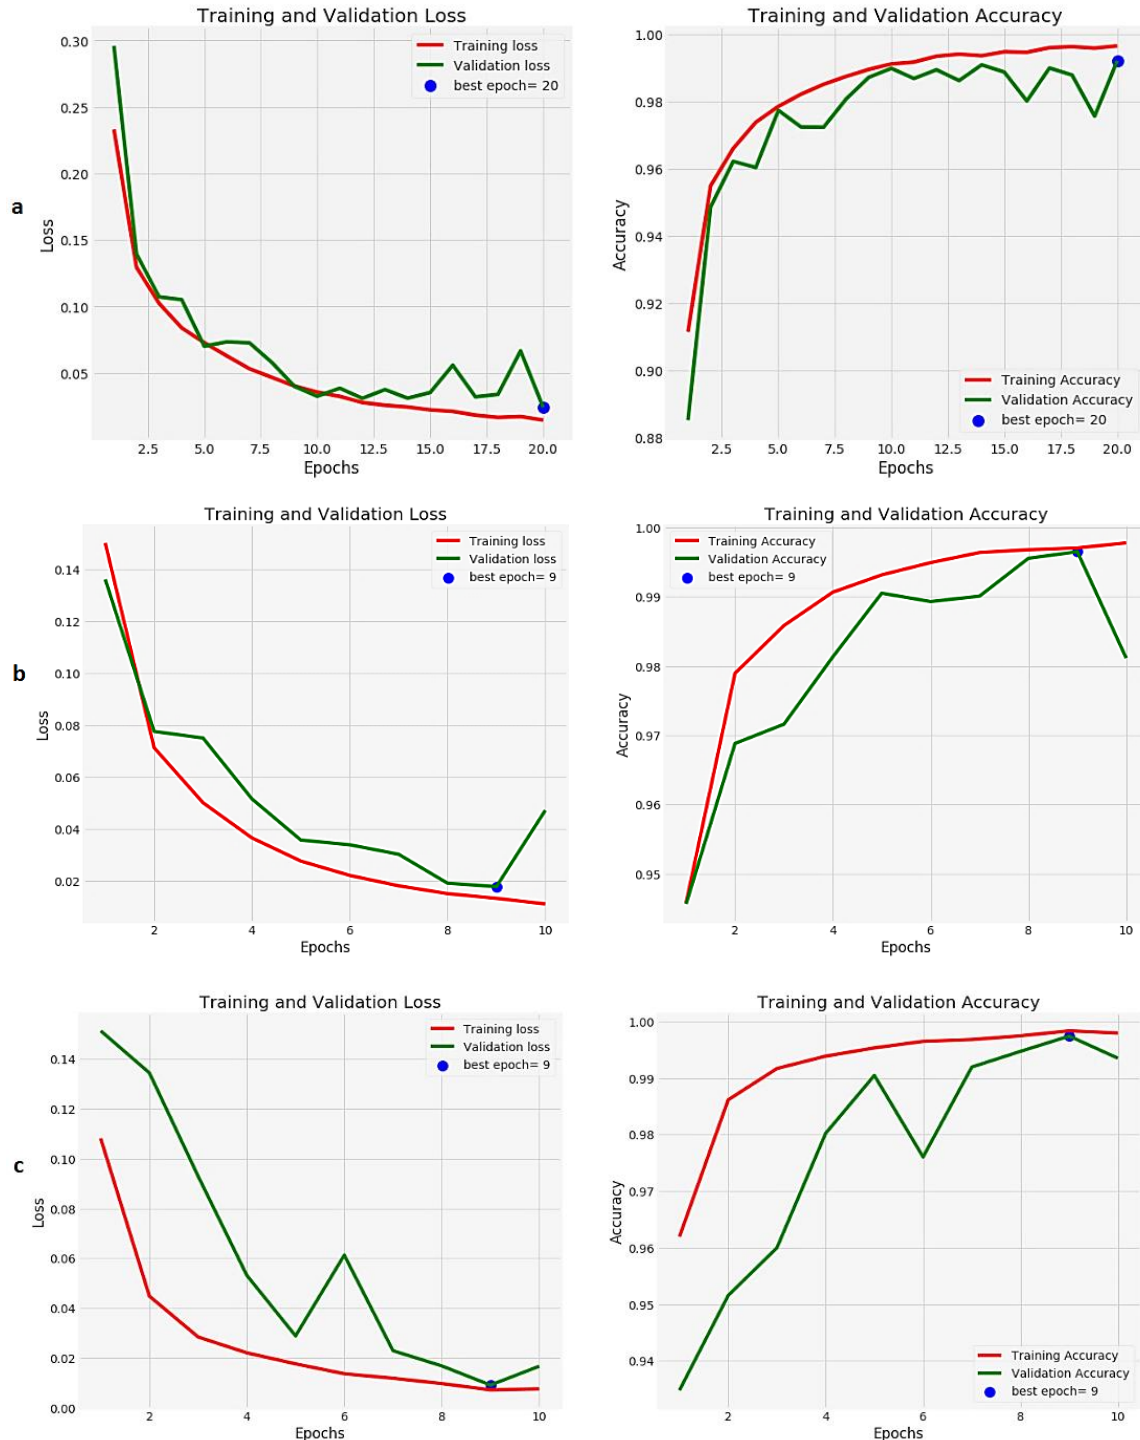 Training and Validation Loss
0.30
0.25
0.20
0.15
0.10
0.05
Loss
Training loss
Validation loss
best epoch= 20
2.5 5.0 7.5 10.0 12.5 15.0 17.5 20.0
Epochs
a
Training and Validation Accuracy
1.00
0.98
0.96
0.94
0.92
0.90
0.88
Accuracy
Training Accuracy
Validation Accuracy
best epoch= 20
2.5 5.0 7.5 10.0 12.5 15.0 17.5 20.0
Epochs
Training and Validation Loss
0.14
0.12
0.10
0.08
0.06
0.04
0.02
Loss
Training loss
Validation loss
best epoch= 9
2 4 6 8 10
Epochs
b
Training and Validation Accuracy
1.00
0.99
0.98
0.97
0.96
0.95
Accuracy
Training Accuracy
Validation Accuracy
best epoch= 9
2 4 6 8 10
Epochs
Training and Validation Loss
0.14
0.12
0.10
0.08
0.06
0.04
0.02
0.00
Loss
Training loss
Validation loss
best epoch= 9
2 4 6 8 10
Epochs
c
Training and Validation Accuracy
1.00
0.99
0.98
0.97
0.96
0.95
0.94
Accuracy
Training Accuracy
Validation Accuracy
best epoch= 9
2 4 6 8 10
Epochs